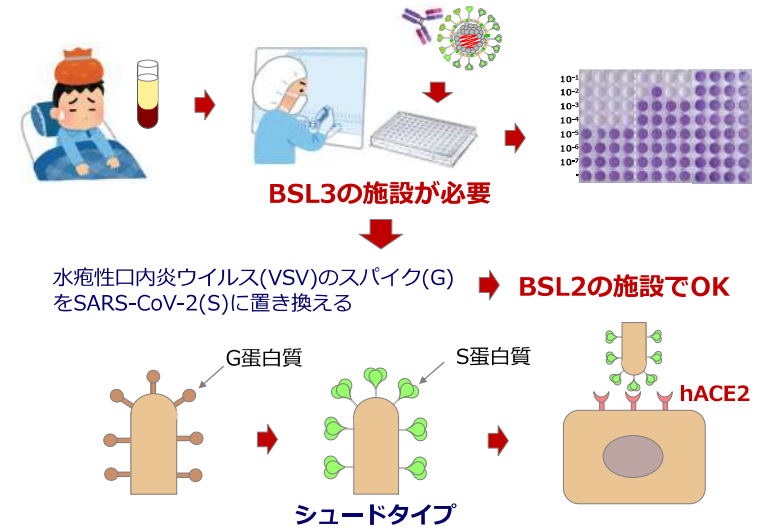 10⁻¹
10⁻²
10⁻³
10⁻⁴
10⁻⁵
10⁻⁶
10⁻⁷
-
BSL3の施設が必要
水疱性口内炎ウイルス(VSV)のスパイク(G)
をSARS-CoV-2(S)に置き換える
BSL2の施設でOK
G蛋白質
S蛋白質
hACE2
シュードタイプ